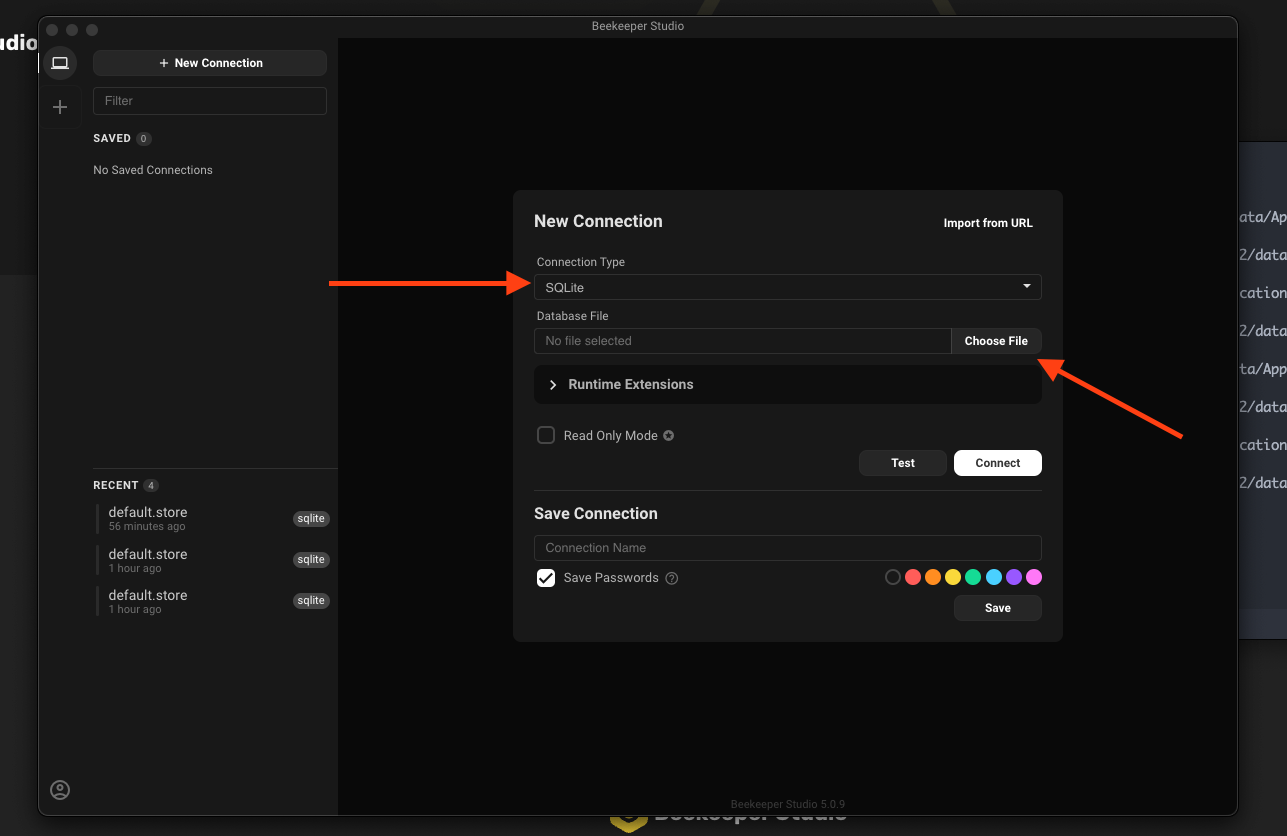 Beekeeper Studio
udio
New Connection
Filter
SAVED 0
No Saved Connections
New Connection
Import from URL
Connection Type
SQLite
Database File
No file selected
Choose File
Runtime Extensions
Read Only Mode
Test
Connect
Save Connection
Connection Name
Save Passwords
Save
RECENT 4
default.store
56 minutes ago
sqlite
default.store
1 hour ago
sqlite
default.store
1 hour ago
sqlite
Beekeeper Studio 5.0.9
Beekeeper Studio
ata/Ap
2/data
cation
2/data
ta/App
2/data
cation
2/data